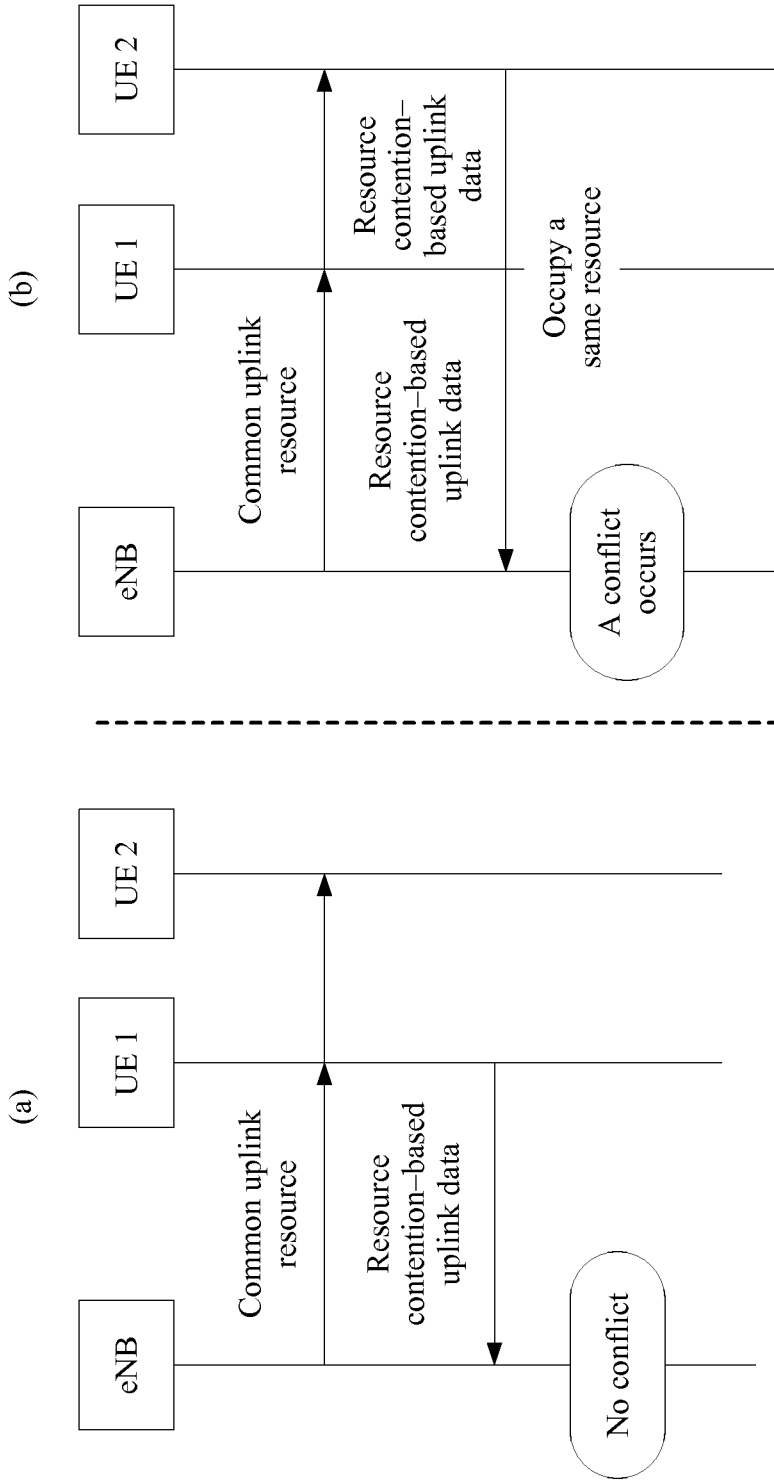 (a)
eNB
UE 1
UE 2
Common uplink
resource
Resource
contention–based
uplink data
No conflict
(b)
eNB
UE 1
UE 2
Common uplink
resource
Resource
contention–based
uplink data
Resource
contention–
based uplink
data
Occupy a
same resource
A conflict
occurs